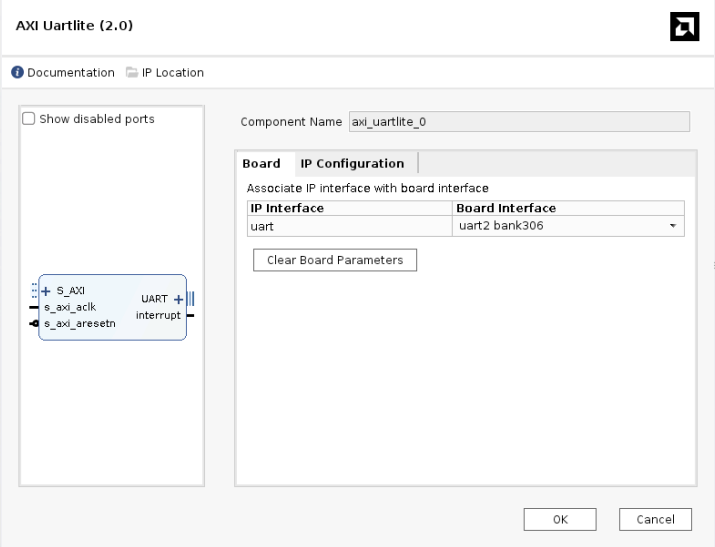 AXI Uartlite (2.0)
Documentation IP Location
Show disabled ports
S_AXI
s_axi_aclk
s_axi_aresetn
UART
interrupt
Component Name axi_uartlite_0
Board IP Configuration
Associate IP interface with board interface
IP Interface Board Interface
uart uart2 bank306
Clear Board Parameters
OK Cancel